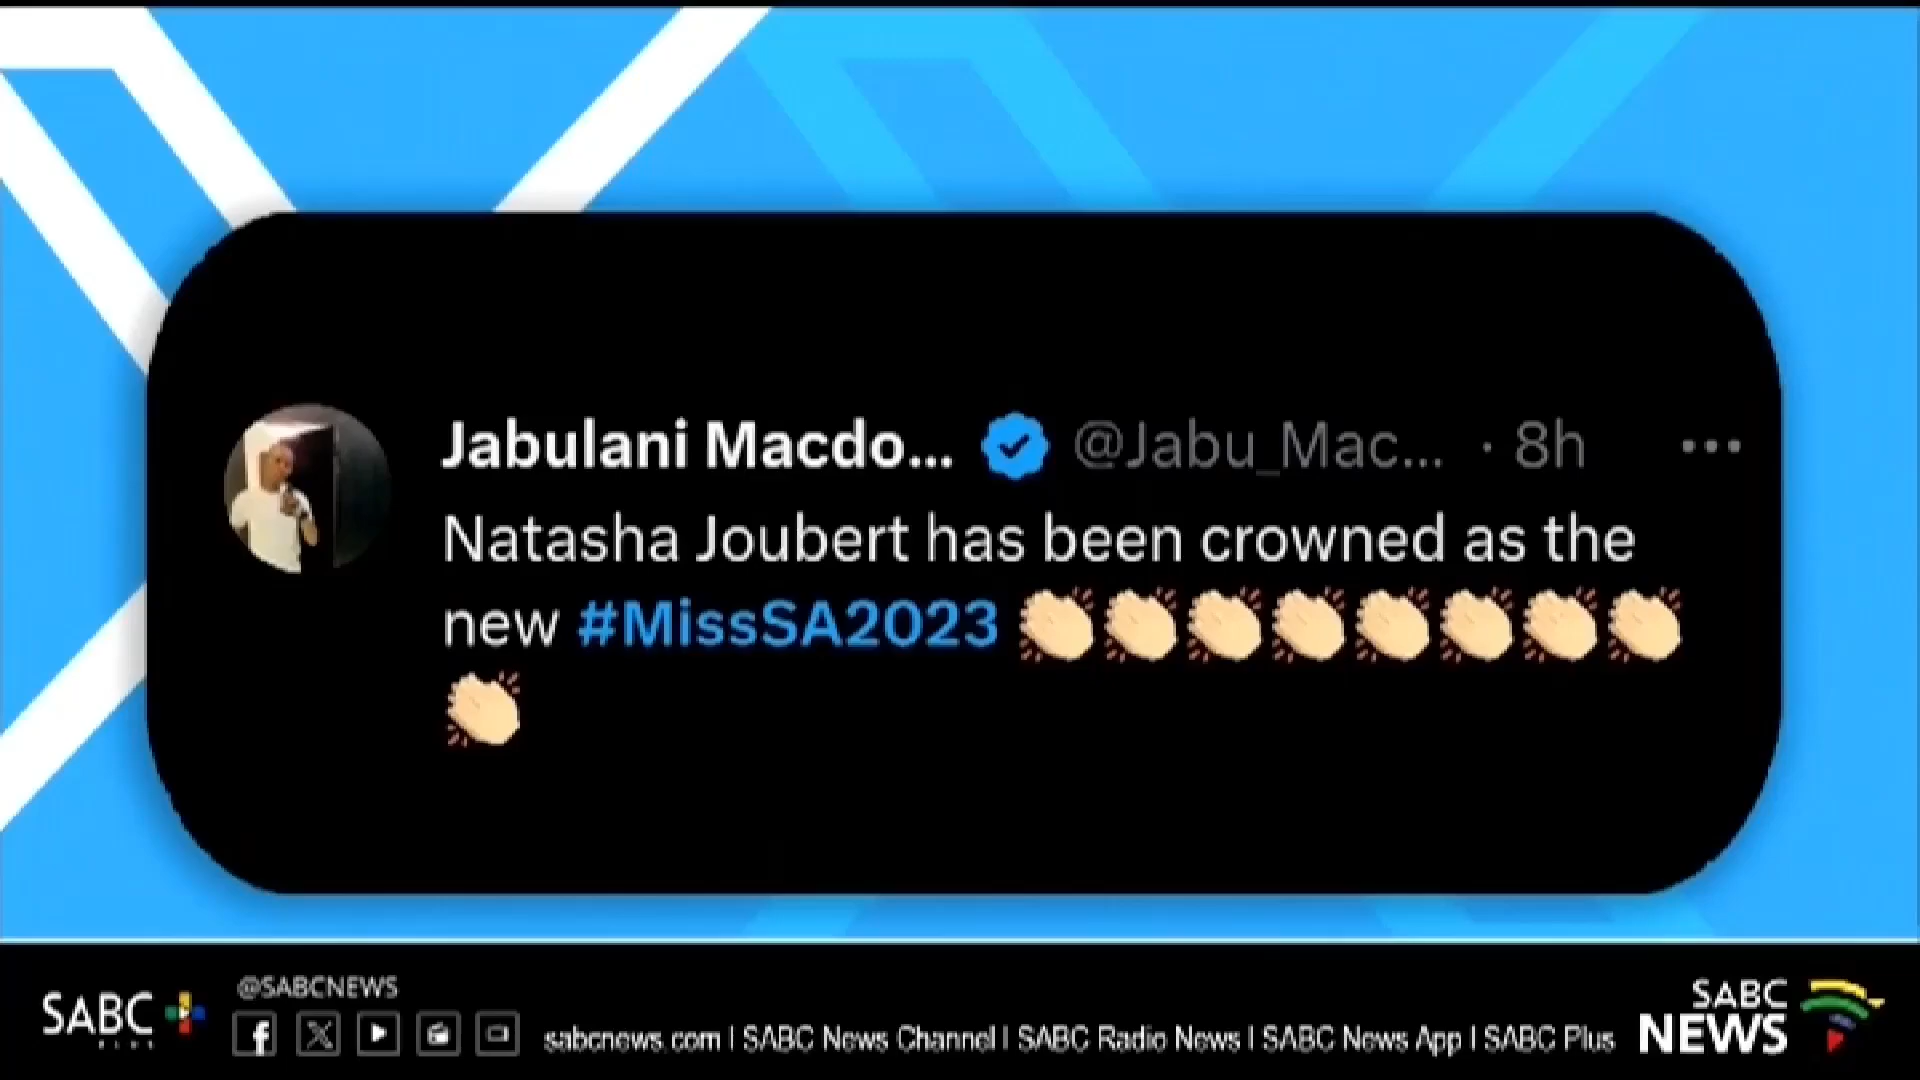 Jabulani Macdo... @Jabu_Mac... · 8h ...
Natasha Joubert has been crowned as the
new #MissSA2023 👏🏻👏🏻👏🏻👏🏻👏🏻👏🏻👏🏻👏🏻
👏🏻
SABC
PLUS
@SABCNEWS
sabcnews.com | SABC News Channel | SABC Radio News | SABC News App | SABC Plus
SABC
NEWS